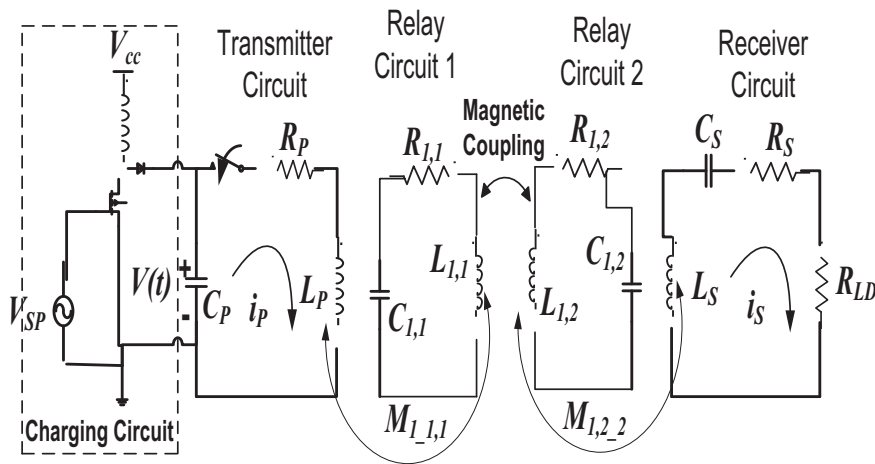 Transmitter
Circuit
Relay
Circuit 1
Relay
Circuit 2
Receiver
Circuit
Magnetic
Coupling
V_cc
R_P
R_1,1
R_1,2
C_S
R_S
V(t)
+
-
C_P
i_P
L_P
C_1,1
L_1,1
L_1,2
C_1,2
L_S
i_S
R_LD
V_SP
M_1_1,1
M_1,2_2
Charging Circuit